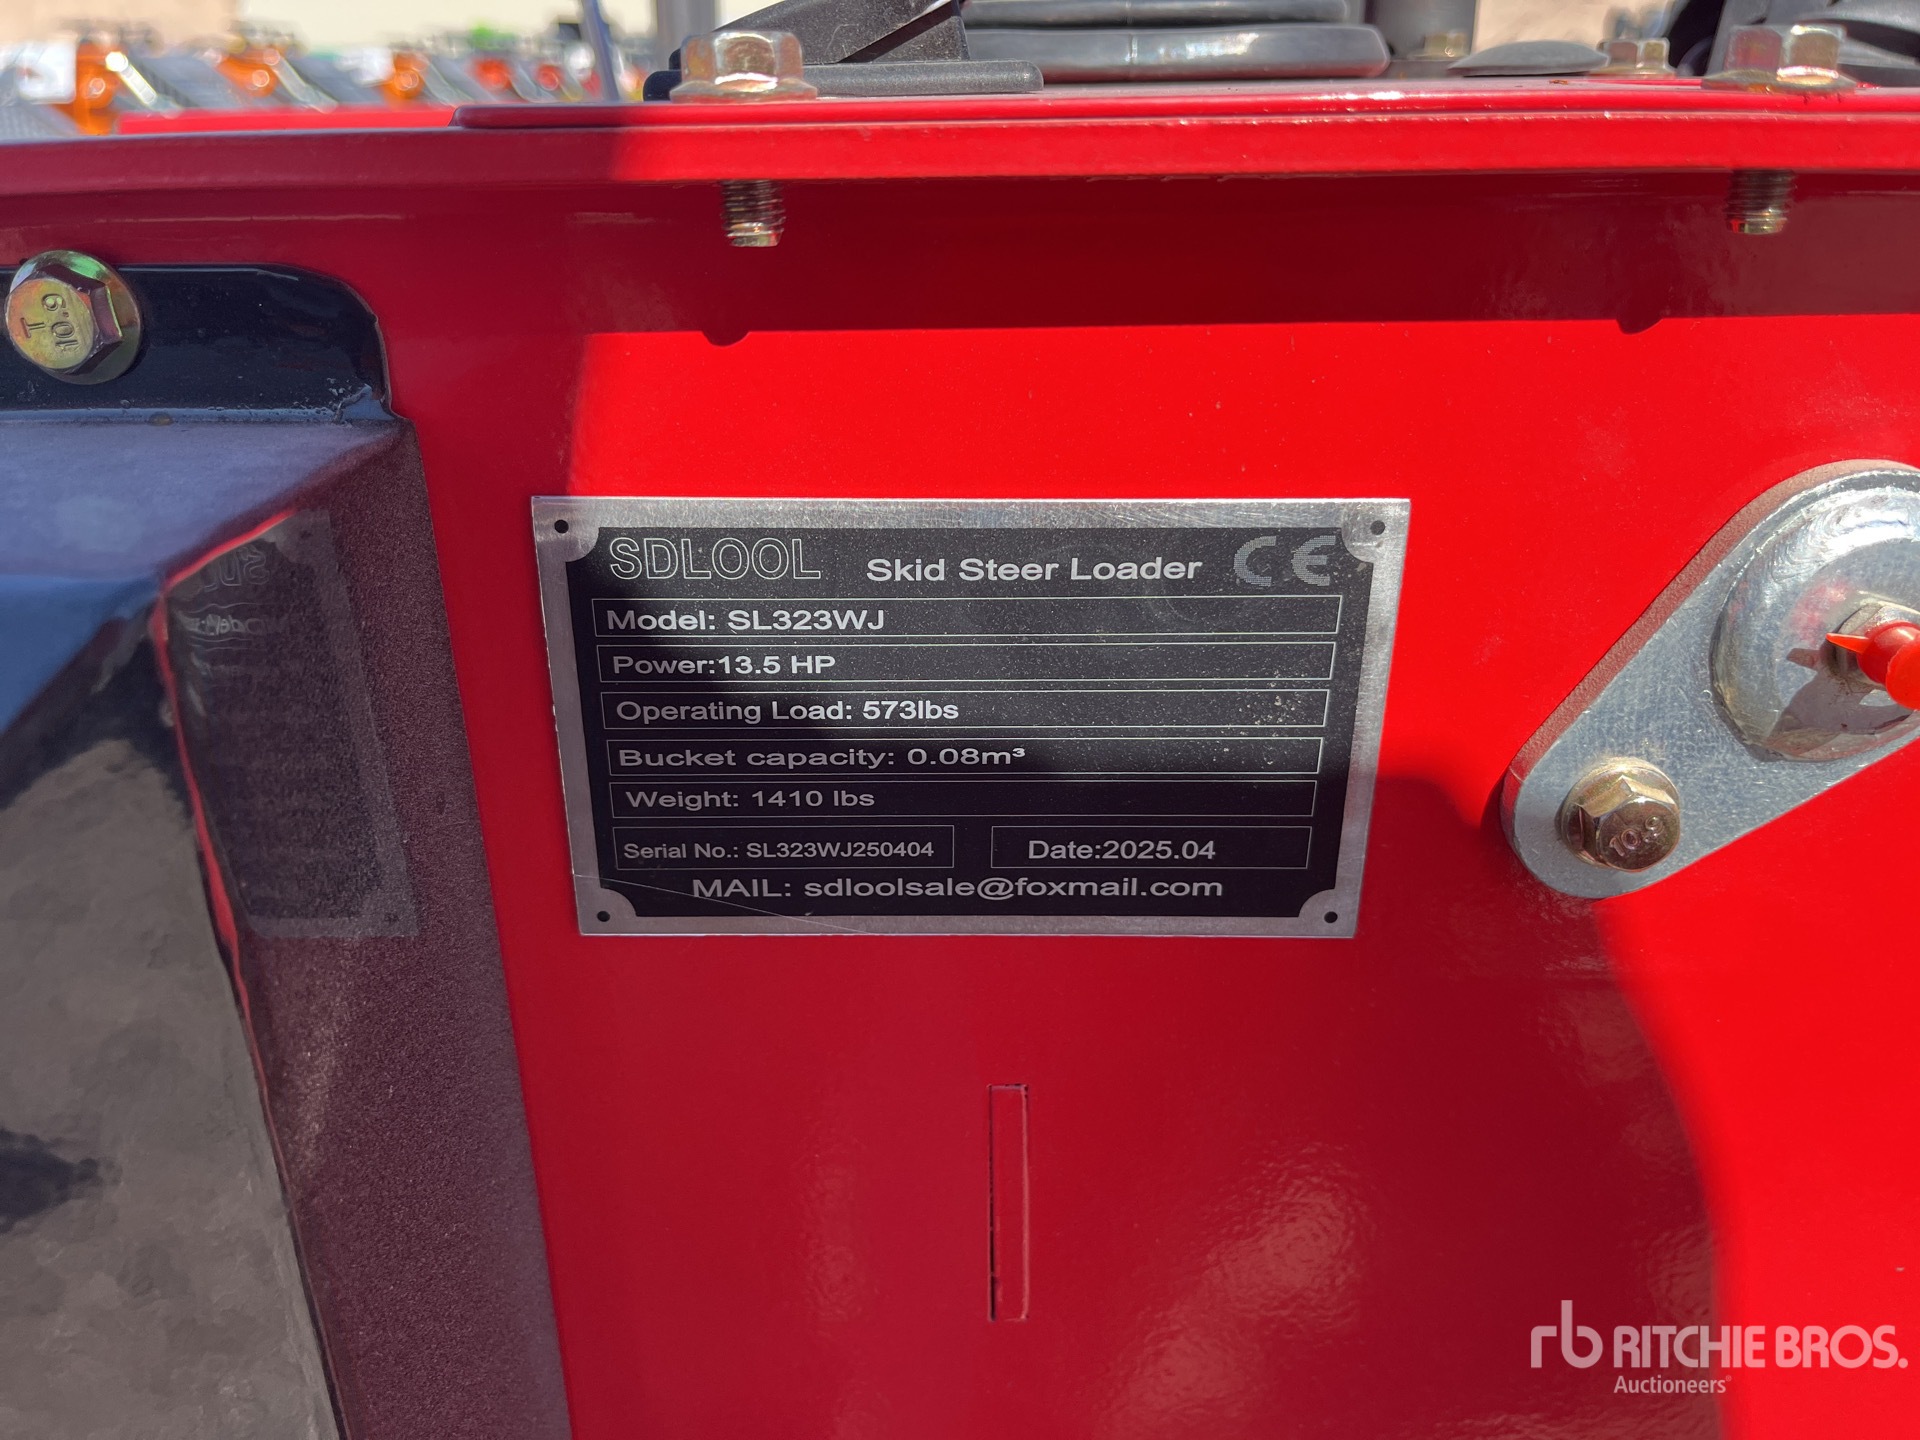 SDLOOL Skid Steer Loader CE
Model: SL323WJ
Power:13.5 HP
Operating Load: 573lbs
Bucket capacity: 0.08m³
Weight: 1410 lbs
Serial No.: SL323WJ250404 Date:2025.04
MAIL: sdloolsale@foxmail.com
10.9
T
10.9
rb RITCHIE BROS.
Auctioneers